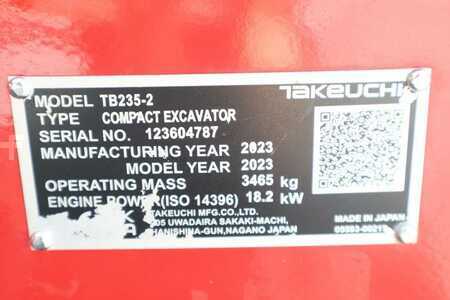 TAKEUCHI
MODEL TB235-2
TYPE COMPACT EXCAVATOR
SERIAL NO. 123604787
MANUFACTURING YEAR 2023
MODEL YEAR 2023
OPERATING MASS 3465 kg
ENGINE POWER(ISO 14396) 18.2 kW
TAKEUCHI MFG.CO.,LTD.
205 UWADAIRA SAKAKI-MACHI,
HANISHINA-GUN,NAGANO JAPAN
MADE IN JAPAN